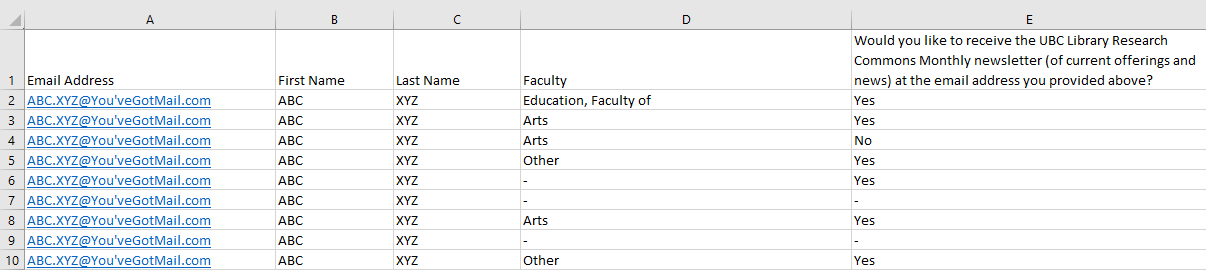 A B C D E
Would you like to receive the UBC Library Research
Commons Monthly newsletter (of current offerings and
1 Email Address First Name Last Name Faculty news) at the email address you provided above?
2 ABC.XYZ@You'veGotMail.com ABC XYZ Education, Faculty of Yes
3 ABC.XYZ@You'veGotMail.com ABC XYZ Arts Yes
4 ABC.XYZ@You'veGotMail.com ABC XYZ Arts No
5 ABC.XYZ@You'veGotMail.com ABC XYZ Other Yes
6 ABC.XYZ@You'veGotMail.com ABC XYZ - Yes
7 ABC.XYZ@You'veGotMail.com ABC XYZ - -
8 ABC.XYZ@You'veGotMail.com ABC XYZ Arts Yes
9 ABC.XYZ@You'veGotMail.com ABC XYZ - -
10 ABC.XYZ@You'veGotMail.com ABC XYZ Other Yes